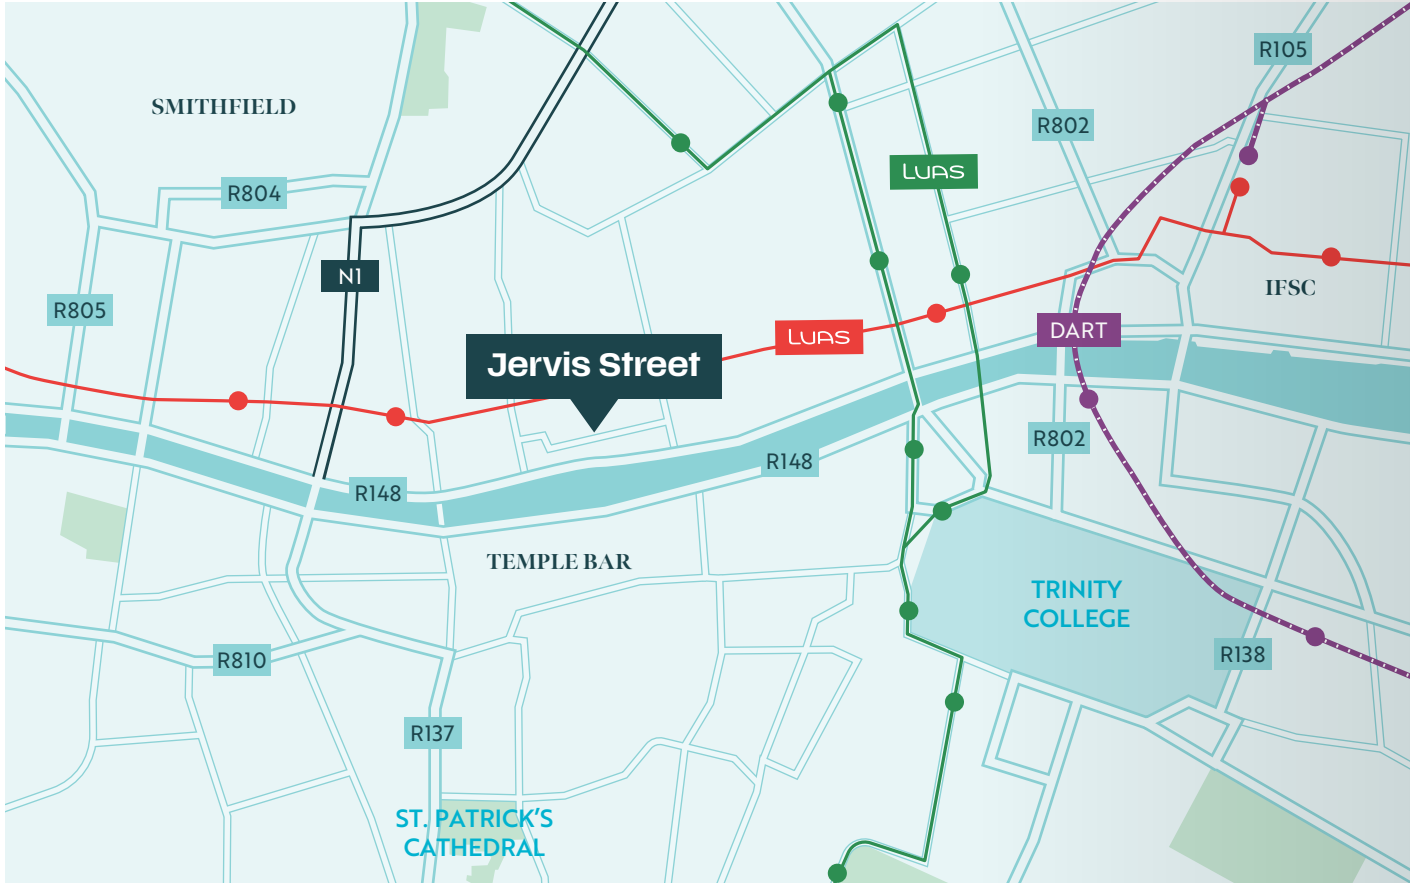 R105
SMITHFIELD
R802
LUAS
R804
N1
IFSC
R805
DART
LUAS
Jervis Street
R802
R148
R148
TEMPLE BAR
TRINITY
COLLEGE
R138
R810
R137
ST. PATRICK'S
CATHEDRAL